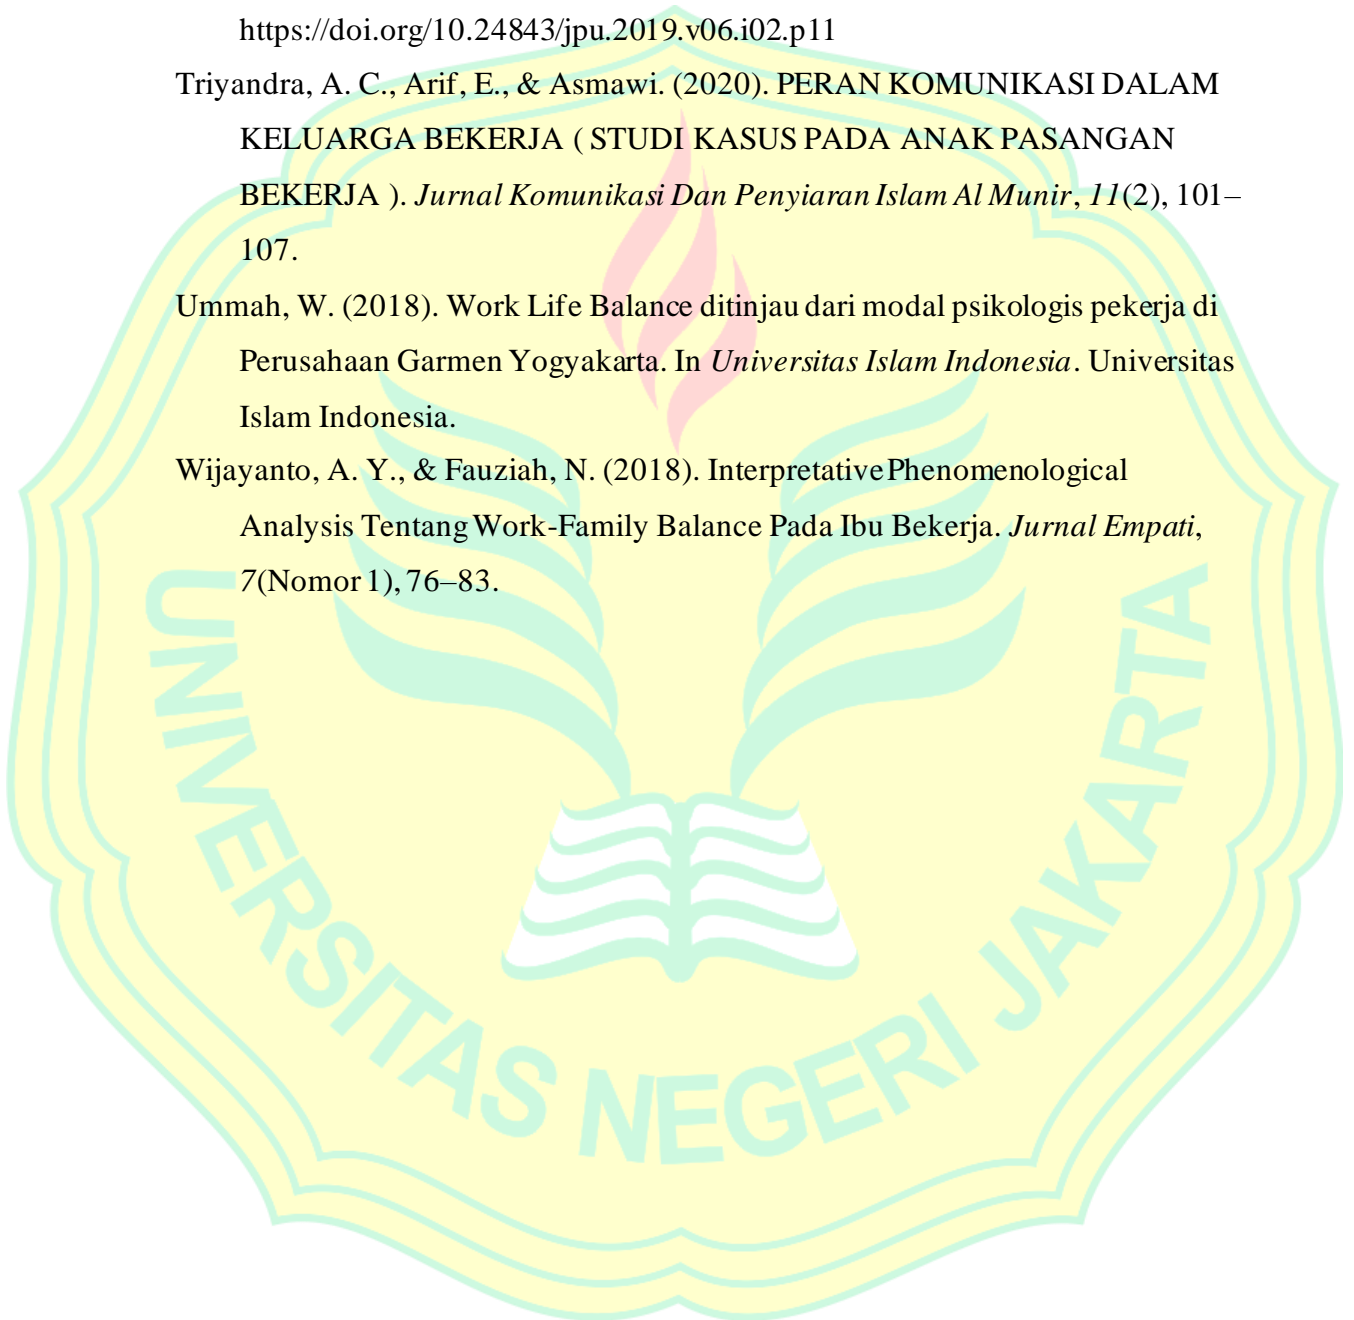 https://doi.org/10.24843/jpu.2019.v06.i02.p11
Triyandra, A. C., Arif, E., & Asmawi. (2020). PERAN KOMUNIKASI DALAM
KELUARGA BEKERJA ( STUDI KASUS PADA ANAK PASANGAN
BEKERJA ). Jurnal Komunikasi Dan Penyiaran Islam Al Munir, 11(2), 101–
107.
Ummah, W. (2018). Work Life Balance ditinjau dari modal psikologis pekerja di
Perusahaan Garmen Yogyakarta. In Universitas Islam Indonesia. Universitas
Islam Indonesia.
Wijayanto, A. Y., & Fauziah, N. (2018). Interpretative Phenomenological
Analysis Tentang Work-Family Balance Pada Ibu Bekerja. Jurnal Empati,
7(Nomor 1), 76–83.
UNIVERSITAS NEGERI JAKARTA